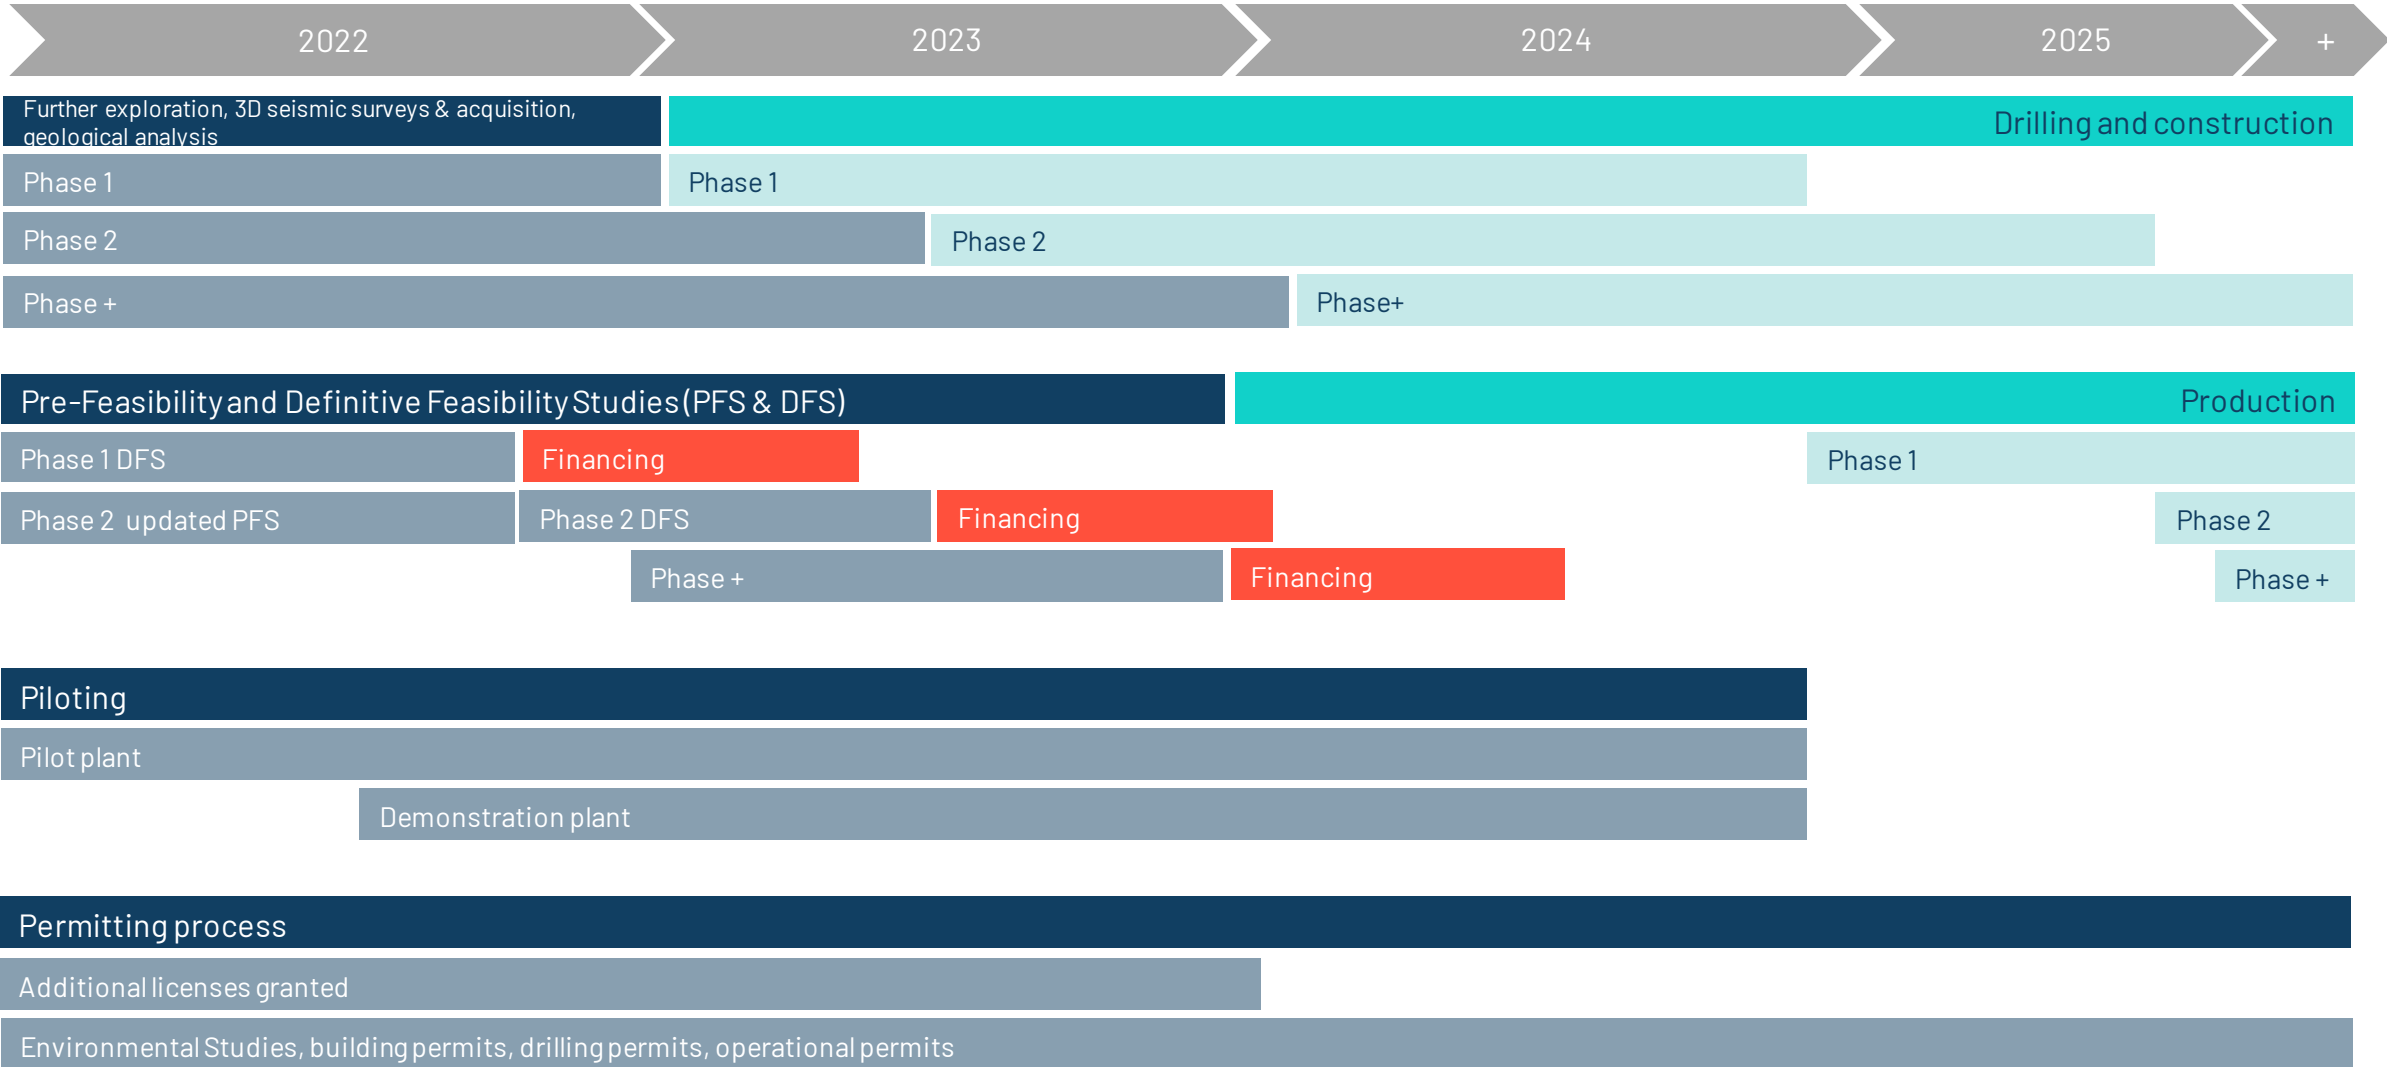 2022
2023
2024
2025
+
Further exploration, 3D seismic surveys & acquisition,
geological analysis
Drilling and construction
Phase 1
Phase 1
Phase 2
Phase 2
Phase +
Phase+
Pre-Feasibility and Definitive Feasibility Studies (PFS & DFS)
Production
Phase 1 DFS
Financing
Phase 1
Phase 2 updated PFS
Phase 2 DFS
Financing
Phase 2
Phase +
Financing
Phase +
Piloting
Pilot plant
Demonstration plant
Permitting process
Additional licenses granted
Environmental Studies, building permits, drilling permits, operational permits